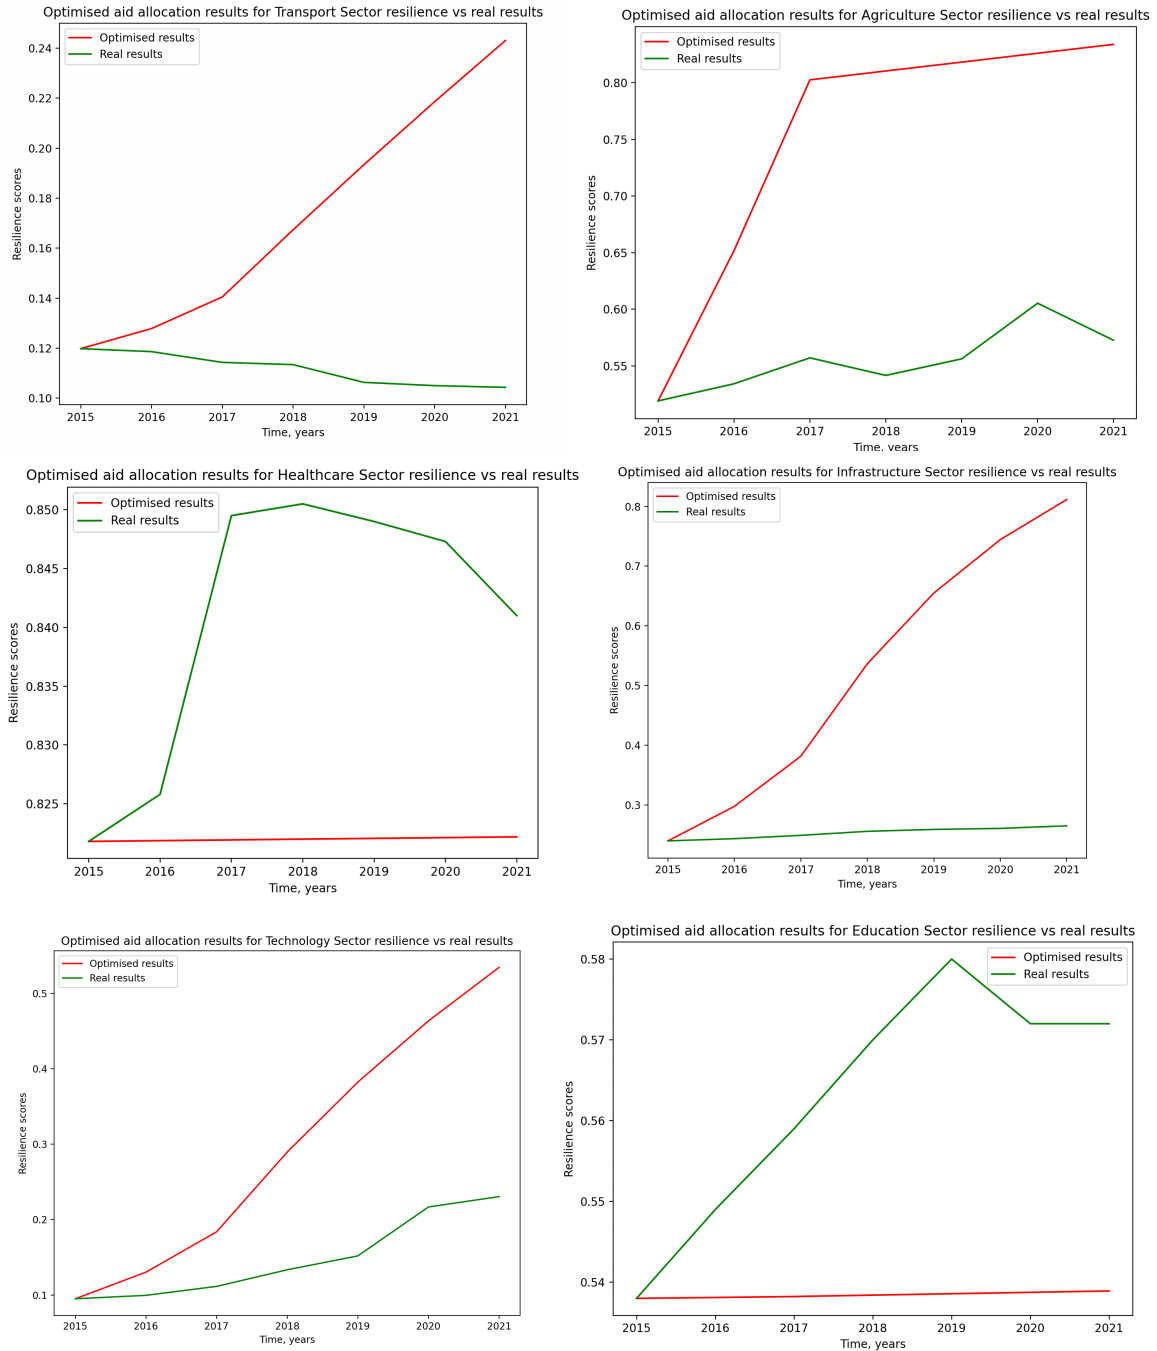 Optimised aid allocation results for Transport Sector resilience vs real results
Optimised results
Real results
0.24
0.22
0.20
0.18
0.16
0.14
0.12
0.10
Resilience scores
2015 2016 2017 2018 2019 2020 2021
Time, years
Optimised aid allocation results for Agriculture Sector resilience vs real results
Optimised results
Real results
0.80
0.75
0.70
0.65
0.60
0.55
Resilience scores
2015 2016 2017 2018 2019 2020 2021
Time, years
Optimised aid allocation results for Healthcare Sector resilience vs real results
Optimised results
Real results
0.850
0.845
0.840
0.835
0.830
0.825
Resilience scores
2015 2016 2017 2018 2019 2020 2021
Time, years
Optimised aid allocation results for Infrastructure Sector resilience vs real results
Optimised results
Real results
0.8
0.7
0.6
0.5
0.4
0.3
Resilience scores
2015 2016 2017 2018 2019 2020 2021
Time, years
Optimised aid allocation results for Technology Sector resilience vs real results
Optimised results
Real results
0.5
0.4
0.3
0.2
0.1
Resilience scores
2015 2016 2017 2018 2019 2020 2021
Time, years
Optimised aid allocation results for Education Sector resilience vs real results
Optimised results
Real results
0.58
0.57
0.56
0.55
0.54
Resilience scores
2015 2016 2017 2018 2019 2020 2021
Time, years